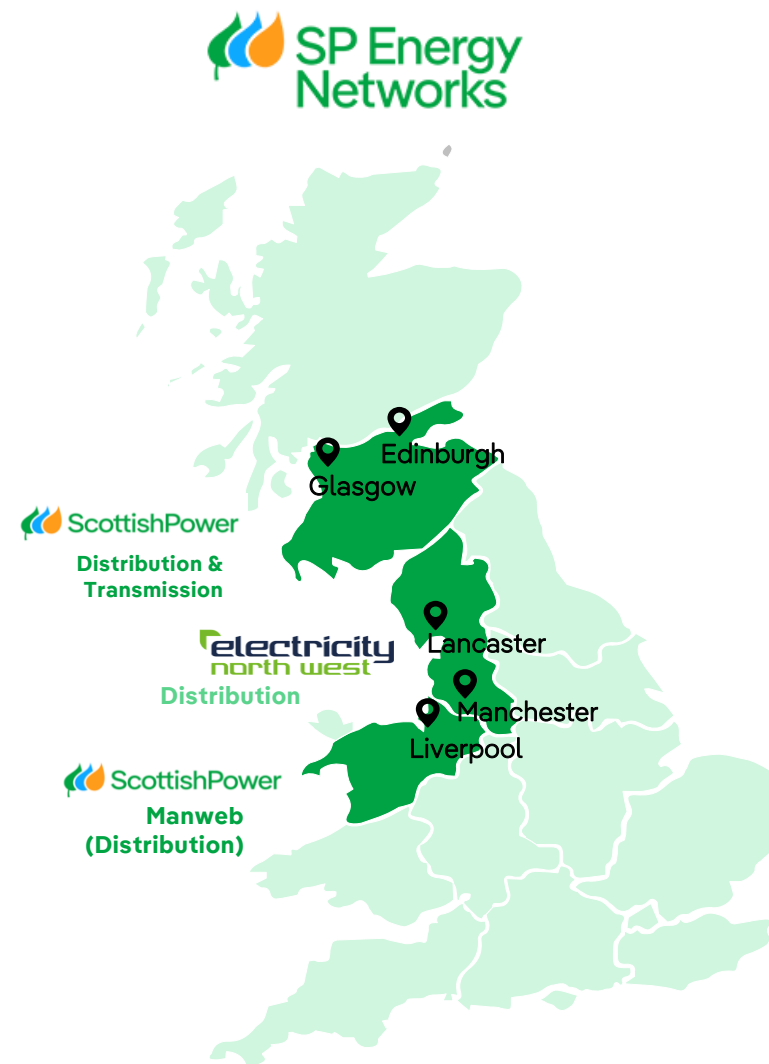 SP Energy
Networks
Edinburgh
Glasgow
ScottishPower
Distribution &
Transmission
electricity
north west
Lancaster
Distribution
Manchester
Liverpool
ScottishPower
Manweb
(Distribution)